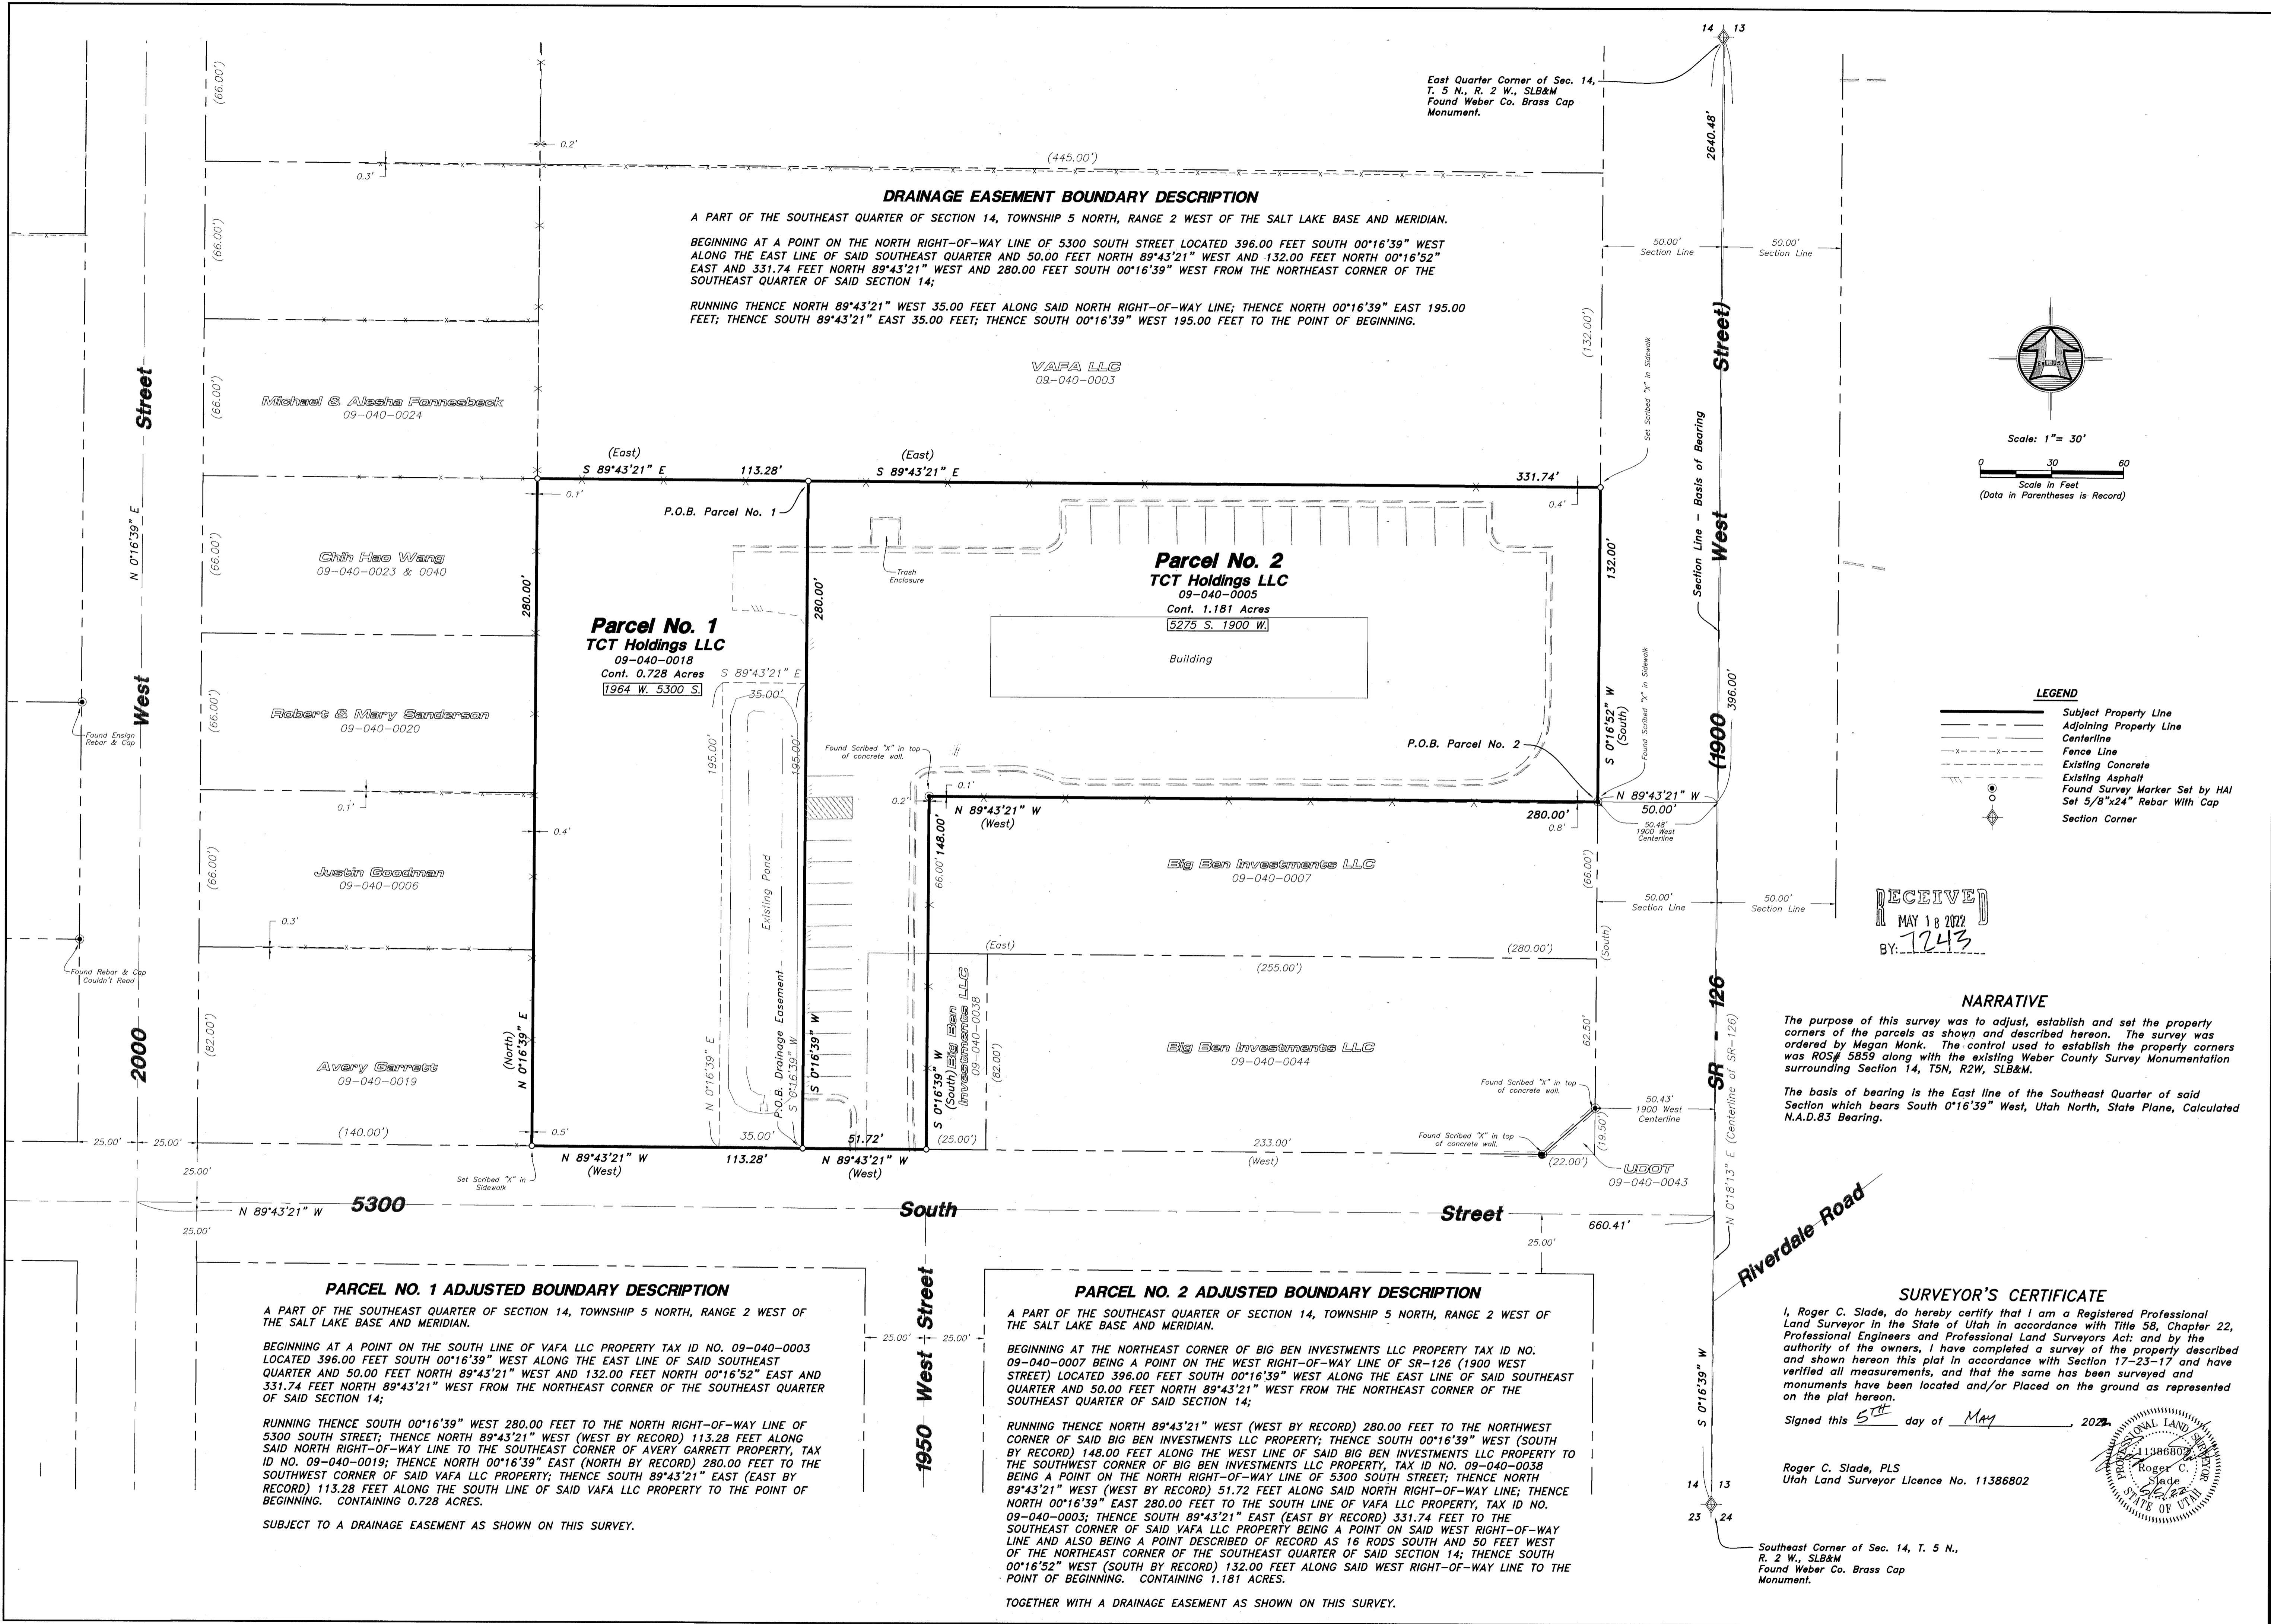 14 13
East Quarter Corner of Sec. 14,
T. 5 N., R. 2 W., SLB&M
Found Weber Co. Brass Cap
Monument.
2640.48'
(66.00')
0.2'
0.3'
(445.00')
DRAINAGE EASEMENT BOUNDARY DESCRIPTION
A PART OF THE SOUTHEAST QUARTER OF SECTION 14, TOWNSHIP 5 NORTH, RANGE 2 WEST OF THE SALT LAKE BASE AND MERIDIAN.
BEGINNING AT A POINT ON THE NORTH RIGHT-OF-WAY LINE OF 5300 SOUTH STREET LOCATED 396.00 FEET SOUTH 00°16'39" WEST
ALONG THE EAST LINE OF SAID SOUTHEAST QUARTER AND 50.00 FEET NORTH 89°43'21" WEST AND 132.00 FEET NORTH 00°16'52"
EAST AND 331.74 FEET NORTH 89°43'21" WEST AND 280.00 FEET SOUTH 00°16'39" WEST FROM THE NORTHEAST CORNER OF THE
SOUTHEAST QUARTER OF SAID SECTION 14;
RUNNING THENCE NORTH 89°43'21" WEST 35.00 FEET ALONG SAID NORTH RIGHT-OF-WAY LINE; THENCE NORTH 00°16'39" EAST 195.00
FEET; THENCE SOUTH 89°43'21" EAST 35.00 FEET; THENCE SOUTH 00°16'39" WEST 195.00 FEET TO THE POINT OF BEGINNING.
(66.00')
50.00'
Section Line
50.00'
Section Line
VAFA LLC
09-040-0003
(132.00')
Set Scribed "X" in Sidewalk
Scale: 1"= 30'
0 30 60
Scale in Feet
(Data in Parentheses is Record)
Michael & Alesha Fonnesbeck
09-040-0024
(66.00')
(East)
S 89°43'21" E 113.28'
(East)
S 89°43'21" E 331.74'
0.1'
0.4'
P.O.B. Parcel No. 1
2000 West Street
N 0°16'39" E
Chih Hao Wang
09-040-0023 & 0040
(66.00')
280.00'
280.00'
Trash
Enclosure
Parcel No. 2
TCT Holdings LLC
09-040-0005
Cont. 1.181 Acres
5275 S. 1900 W.
Building
132.00'
S 0°16'52" W
(South)
Found Scribed "X" in Sidewalk
Section Line - Basis of Bearing
SR - 126 (1900 West Street)
396.00'
Parcel No. 1
TCT Holdings LLC
09-040-0018
Cont. 0.728 Acres
1964 W. 5300 S.
S 89°43'21" E
35.00'
Robert & Mary Sanderson
09-040-0020
(66.00')
Found Ensign
Rebar & Cap
195.00'
195.00'
Found Scribed "X" in top
of concrete wall.
P.O.B. Parcel No. 2
LEGEND
Subject Property Line
Adjoining Property Line
Centerline
Fence Line
Existing Concrete
Existing Asphalt
Found Survey Marker Set by HAI
Set 5/8"x24" Rebar With Cap
Section Corner
0.1'
0.4'
0.2'
0.1'
N 89°43'21" W
(West)
280.00'
0.8'
N 89°43'21" W
50.00'
50.48'
1900 West
Centerline
148.00'
66.00'
Existing Pond
Justin Goodman
09-040-0006
(66.00')
0.3'
Big Ben Investments LLC
09-040-0007
(66.00')
50.00'
Section Line
50.00'
Section Line
RECEIVED
MAY 18 2022
BY: 7243
(East)
(280.00')
(255.00')
(South)
Found Rebar & Cap
Couldn't Read
(82.00')
Avery Garrett
09-040-0019
(North)
N 0°16'39" E
N 0°16'39" E
P.O.B. Drainage Easement
S 0°16'39" W
S 0°16'39" W
S 0°16'39" W
(South)
Big Ben
Investments LLC
09-040-0038
(82.00')
Big Ben Investments LLC
09-040-0044
62.50'
Found Scribed "X" in top
of concrete wall.
50.43'
1900 West
Centerline
(19.50')
Found Scribed "X" in top
of concrete wall.
(22.00')
UDOT
09-040-0043
N 0°18'13" E (Centerline of SR-126)
NARRATIVE
The purpose of this survey was to adjust, establish and set the property
corners of the parcels as shown and described hereon. The survey was
ordered by Megan Monk. The control used to establish the property corners
was ROS# 5859 along with the existing Weber County Survey Monumentation
surrounding Section 14, T5N, R2W, SLB&M.
The basis of bearing is the East line of the Southeast Quarter of said
Section which bears South 0°16'39" West, Utah North, State Plane, Calculated
N.A.D.83 Bearing.
25.00' 25.00'
(140.00')
0.5'
35.00'
51.72'
(25.00')
233.00'
(West)
N 89°43'21" W
(West)
113.28'
N 89°43'21" W
(West)
Set Scribed "X" in
Sidewalk
25.00'
N 89°43'21" W
25.00'
5300 South Street
660.41'
25.00'
Riverdale Road
1950 West Street
25.00' 25.00'
PARCEL NO. 1 ADJUSTED BOUNDARY DESCRIPTION
A PART OF THE SOUTHEAST QUARTER OF SECTION 14, TOWNSHIP 5 NORTH, RANGE 2 WEST OF
THE SALT LAKE BASE AND MERIDIAN.
BEGINNING AT A POINT ON THE SOUTH LINE OF VAFA LLC PROPERTY TAX ID NO. 09-040-0003
LOCATED 396.00 FEET SOUTH 00°16'39" WEST ALONG THE EAST LINE OF SAID SOUTHEAST
QUARTER AND 50.00 FEET NORTH 89°43'21" WEST AND 132.00 FEET NORTH 00°16'52" EAST AND
331.74 FEET NORTH 89°43'21" WEST FROM THE NORTHEAST CORNER OF THE SOUTHEAST QUARTER
OF SAID SECTION 14;
RUNNING THENCE SOUTH 00°16'39" WEST 280.00 FEET TO THE NORTH RIGHT-OF-WAY LINE OF
5300 SOUTH STREET; THENCE NORTH 89°43'21" WEST (WEST BY RECORD) 113.28 FEET ALONG
SAID NORTH RIGHT-OF-WAY LINE TO THE SOUTHEAST CORNER OF AVERY GARRETT PROPERTY, TAX
ID NO. 09-040-0019; THENCE NORTH 00°16'39" EAST (NORTH BY RECORD) 280.00 FEET TO THE
SOUTHWEST CORNER OF SAID VAFA LLC PROPERTY; THENCE SOUTH 89°43'21" EAST (EAST BY
RECORD) 113.28 FEET ALONG THE SOUTH LINE OF SAID VAFA LLC PROPERTY TO THE POINT OF
BEGINNING. CONTAINING 0.728 ACRES.
SUBJECT TO A DRAINAGE EASEMENT AS SHOWN ON THIS SURVEY.
PARCEL NO. 2 ADJUSTED BOUNDARY DESCRIPTION
A PART OF THE SOUTHEAST QUARTER OF SECTION 14, TOWNSHIP 5 NORTH, RANGE 2 WEST OF
THE SALT LAKE BASE AND MERIDIAN.
BEGINNING AT THE NORTHEAST CORNER OF BIG BEN INVESTMENTS LLC PROPERTY TAX ID NO.
09-040-0007 BEING A POINT ON THE WEST RIGHT-OF-WAY LINE OF SR-126 (1900 WEST
STREET) LOCATED 396.00 FEET SOUTH 00°16'39" WEST ALONG THE EAST LINE OF SAID SOUTHEAST
QUARTER AND 50.00 FEET NORTH 89°43'21" WEST FROM THE NORTHEAST CORNER OF THE
SOUTHEAST QUARTER OF SAID SECTION 14;
RUNNING THENCE NORTH 89°43'21" WEST (WEST BY RECORD) 280.00 FEET TO THE NORTHWEST
CORNER OF SAID BIG BEN INVESTMENTS LLC PROPERTY; THENCE SOUTH 00°16'39" WEST (SOUTH
BY RECORD) 148.00 FEET ALONG THE WEST LINE OF SAID BIG BEN INVESTMENTS LLC PROPERTY TO
THE SOUTHWEST CORNER OF BIG BEN INVESTMENTS LLC PROPERTY, TAX ID NO. 09-040-0038
BEING A POINT ON THE NORTH RIGHT-OF-WAY LINE OF 5300 SOUTH STREET; THENCE NORTH
89°43'21" WEST (WEST BY RECORD) 51.72 FEET ALONG SAID NORTH RIGHT-OF-WAY LINE; THENCE
NORTH 00°16'39" EAST 280.00 FEET TO THE SOUTH LINE OF VAFA LLC PROPERTY, TAX ID NO.
09-040-0003; THENCE SOUTH 89°43'21" EAST (EAST BY RECORD) 331.74 FEET TO THE
SOUTHEAST CORNER OF SAID VAFA LLC PROPERTY BEING A POINT ON SAID WEST RIGHT-OF-WAY
LINE AND ALSO BEING A POINT DESCRIBED OF RECORD AS 16 RODS SOUTH AND 50 FEET WEST
OF THE NORTHEAST CORNER OF THE SOUTHEAST QUARTER OF SAID SECTION 14; THENCE SOUTH
00°16'52" WEST (SOUTH BY RECORD) 132.00 FEET ALONG SAID WEST RIGHT-OF-WAY LINE TO THE
POINT OF BEGINNING. CONTAINING 1.181 ACRES.
TOGETHER WITH A DRAINAGE EASEMENT AS SHOWN ON THIS SURVEY.
S 0°16'39" W
SURVEYOR'S CERTIFICATE
I, Roger C. Slade, do hereby certify that I am a Registered Professional
Land Surveyor in the State of Utah in accordance with Title 58, Chapter 22,
Professional Engineers and Professional Land Surveyors Act: and by the
authority of the owners, I have completed a survey of the property described
and shown hereon this plat in accordance with Section 17-23-17 and have
verified all measurements, and that the same has been surveyed and
monuments have been located and/or Placed on the ground as represented
on the plat hereon.
Signed this 5TH day of MAY, 2022
Roger C. Slade, PLS
Utah Land Surveyor Licence No. 11386802
PROFESSIONAL LAND SURVEYOR
11386802
Roger C.
Slade
5/5/22
STATE OF UTAH
14 13
23 24
Southeast Corner of Sec. 14, T. 5 N.,
R. 2 W., SLB&M
Found Weber Co. Brass Cap
Monument.